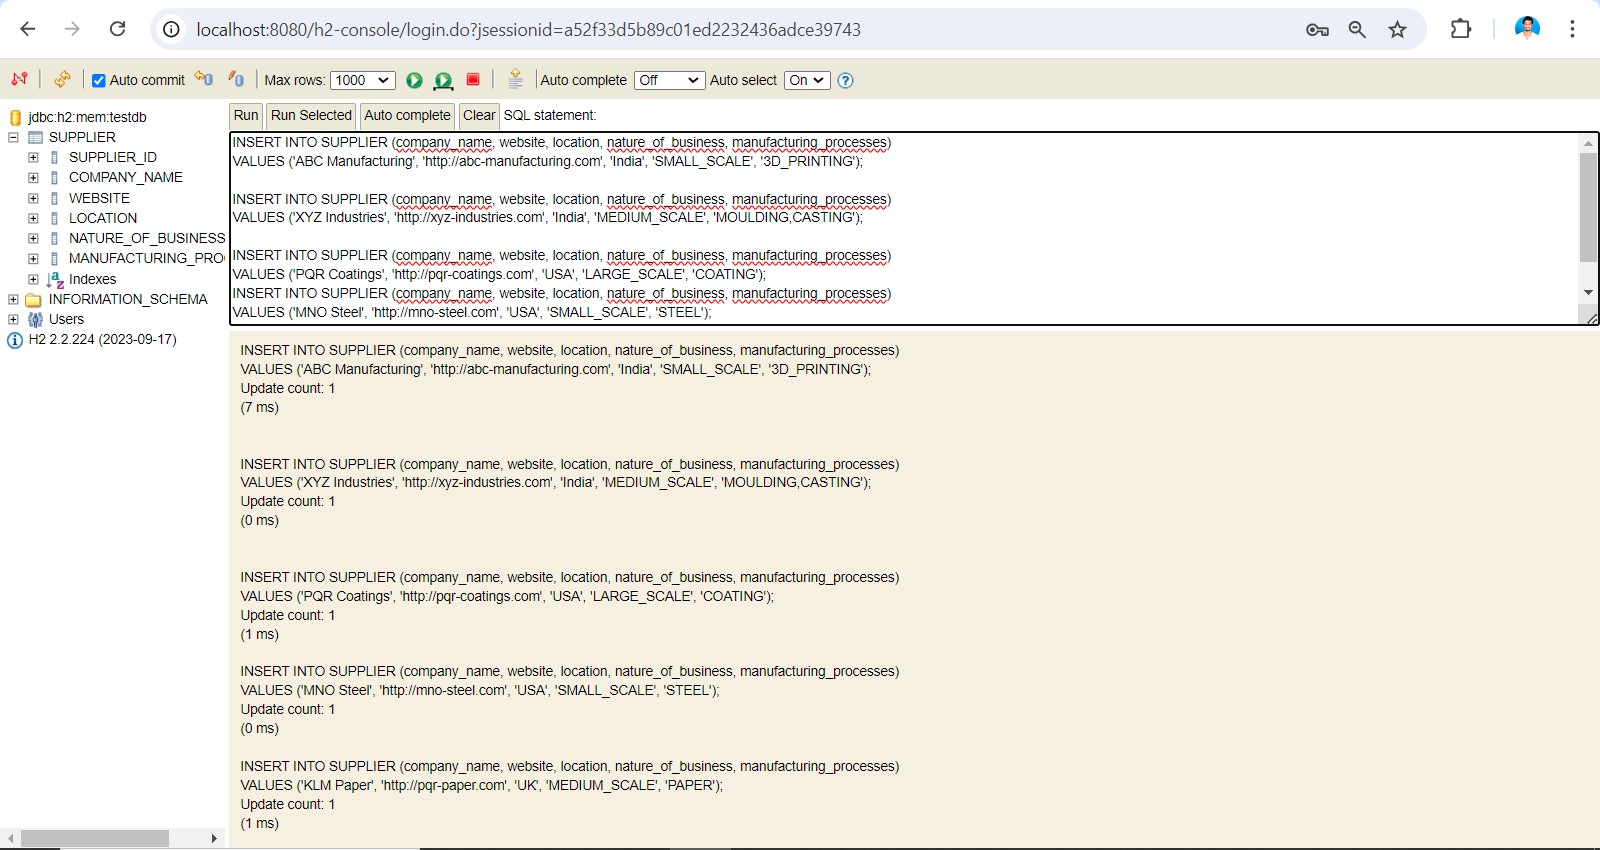 localhost:8080/h2-console/login.do?jsessionid=a52f33d5b89c01ed2232436adce39743
Auto commit Max rows: 1000 Auto complete Off Auto select On ?
jdbc:h2:mem:testdb
SUPPLIER
SUPPLIER_ID
COMPANY_NAME
WEBSITE
LOCATION
NATURE_OF_BUSINESS
MANUFACTURING_PRO
Indexes
INFORMATION_SCHEMA
Users
H2 2.2.224 (2023-09-17)
Run Run Selected Auto complete Clear SQL statement:
INSERT INTO SUPPLIER (company_name, website, location, nature_of_business, manufacturing_processes)
VALUES ('ABC Manufacturing', 'http://abc-manufacturing.com', 'India', 'SMALL_SCALE', '3D_PRINTING');
INSERT INTO SUPPLIER (company_name, website, location, nature_of_business, manufacturing_processes)
VALUES ('XYZ Industries', 'http://xyz-industries.com', 'India', 'MEDIUM_SCALE', 'MOULDING,CASTING');
INSERT INTO SUPPLIER (company_name, website, location, nature_of_business, manufacturing_processes)
VALUES ('PQR Coatings', 'http://pqr-coatings.com', 'USA', 'LARGE_SCALE', 'COATING');
INSERT INTO SUPPLIER (company_name, website, location, nature_of_business, manufacturing_processes)
VALUES ('MNO Steel', 'http://mno-steel.com', 'USA', 'SMALL_SCALE', 'STEEL');
INSERT INTO SUPPLIER (company_name, website, location, nature_of_business, manufacturing_processes)
VALUES ('ABC Manufacturing', 'http://abc-manufacturing.com', 'India', 'SMALL_SCALE', '3D_PRINTING');
Update count: 1
(7 ms)
INSERT INTO SUPPLIER (company_name, website, location, nature_of_business, manufacturing_processes)
VALUES ('XYZ Industries', 'http://xyz-industries.com', 'India', 'MEDIUM_SCALE', 'MOULDING,CASTING');
Update count: 1
(0 ms)
INSERT INTO SUPPLIER (company_name, website, location, nature_of_business, manufacturing_processes)
VALUES ('PQR Coatings', 'http://pqr-coatings.com', 'USA', 'LARGE_SCALE', 'COATING');
Update count: 1
(1 ms)
INSERT INTO SUPPLIER (company_name, website, location, nature_of_business, manufacturing_processes)
VALUES ('MNO Steel', 'http://mno-steel.com', 'USA', 'SMALL_SCALE', 'STEEL');
Update count: 1
(0 ms)
INSERT INTO SUPPLIER (company_name, website, location, nature_of_business, manufacturing_processes)
VALUES ('KLM Paper', 'http://pqr-paper.com', 'UK', 'MEDIUM_SCALE', 'PAPER');
Update count: 1
(1 ms)